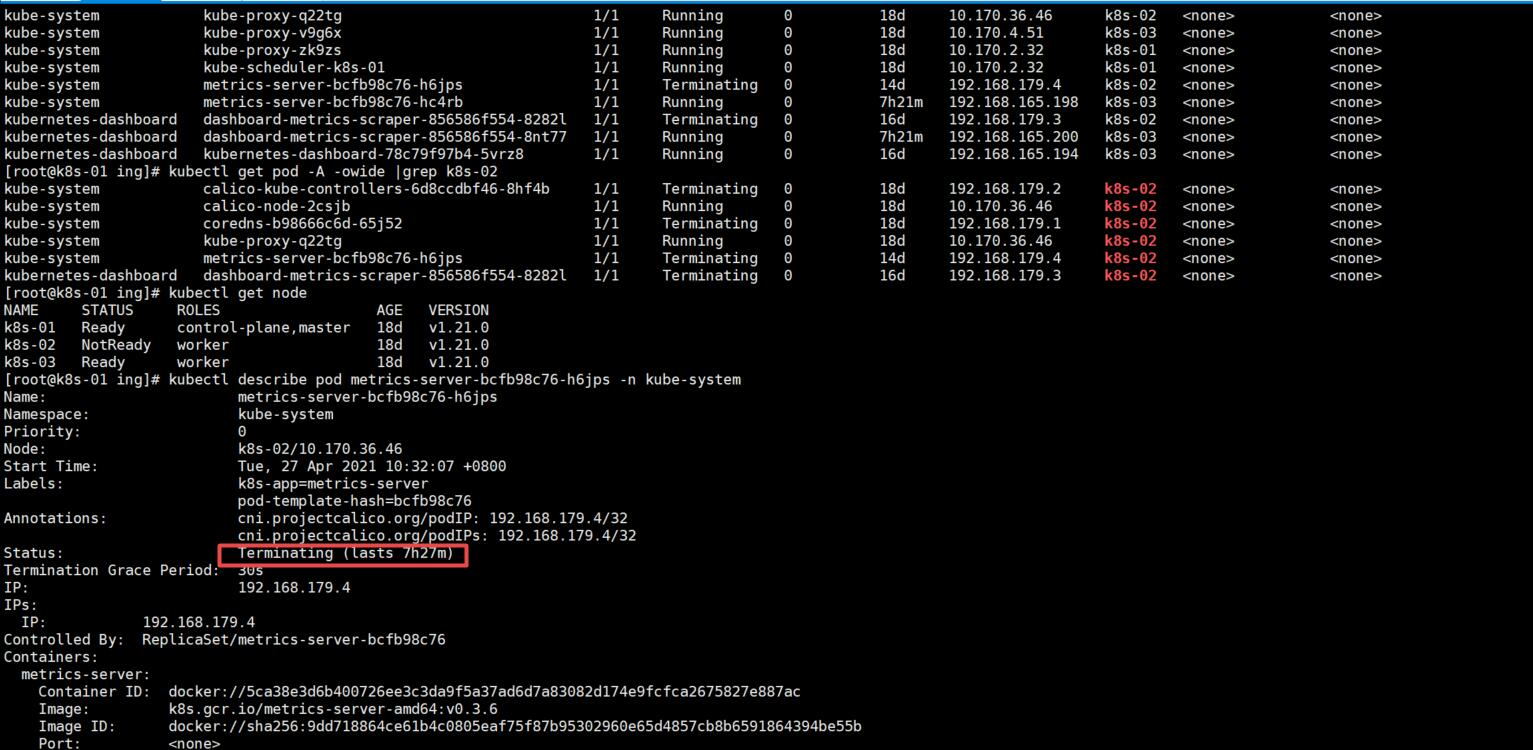 kube-system kube-proxy-q22tg 1/1 Running 0 18d 10.170.36.46 k8s-02 <none> <none>
kube-system kube-proxy-v9g6x 1/1 Running 0 18d 10.170.4.51 k8s-03 <none> <none>
kube-system kube-proxy-zk9zs 1/1 Running 0 18d 10.170.2.32 k8s-01 <none> <none>
kube-system kube-scheduler-k8s-01 1/1 Running 0 18d 10.170.2.32 k8s-01 <none> <none>
kube-system metrics-server-bcfb98c76-h6jps 1/1 Terminating 0 14d 192.168.179.4 k8s-02 <none> <none>
kube-system metrics-server-bcfb98c76-hc4rb 1/1 Running 0 7h21m 192.168.165.198 k8s-03 <none> <none>
kubernetes-dashboard dashboard-metrics-scraper-856586f554-8282l 1/1 Terminating 0 16d 192.168.179.3 k8s-02 <none> <none>
kubernetes-dashboard dashboard-metrics-scraper-856586f554-8nt77 1/1 Running 0 7h21m 192.168.165.200 k8s-03 <none> <none>
kubernetes-dashboard kubernetes-dashboard-78c79f97b4-5vrz8 1/1 Running 0 16d 192.168.165.194 k8s-03 <none> <none>
[root@k8s-01 ing]# kubectl get pod -A -owide |grep k8s-02
kube-system calico-kube-controllers-6d8ccdbf46-8hf4b 1/1 Terminating 0 18d 192.168.179.2 k8s-02 <none> <none>
kube-system calico-node-2csjb 1/1 Running 0 18d 10.170.36.46 k8s-02 <none> <none>
kube-system coredns-b98666c6d-65j52 1/1 Terminating 0 18d 192.168.179.1 k8s-02 <none> <none>
kube-system kube-proxy-q22tg 1/1 Running 0 18d 10.170.36.46 k8s-02 <none> <none>
kube-system metrics-server-bcfb98c76-h6jps 1/1 Terminating 0 14d 192.168.179.4 k8s-02 <none> <none>
kubernetes-dashboard dashboard-metrics-scraper-856586f554-8282l 1/1 Terminating 0 16d 192.168.179.3 k8s-02 <none> <none>
[root@k8s-01 ing]# kubectl get node
NAME STATUS ROLES AGE VERSION
k8s-01 Ready control-plane,master 18d v1.21.0
k8s-02 NotReady worker 18d v1.21.0
k8s-03 Ready worker 18d v1.21.0
[root@k8s-01 ing]# kubectl describe pod metrics-server-bcfb98c76-h6jps -n kube-system
Name: metrics-server-bcfb98c76-h6jps
Namespace: kube-system
Priority: 0
Node: k8s-02/10.170.36.46
Start Time: Tue, 27 Apr 2021 10:32:07 +0800
Labels: k8s-app=metrics-server
pod-template-hash=bcfb98c76
Annotations: cni.projectcalico.org/podIP: 192.168.179.4/32
cni.projectcalico.org/podIPs: 192.168.179.4/32
Status: Terminating (lasts 7h27m)
Termination Grace Period: 30s
IP: 192.168.179.4
IPs:
IP: 192.168.179.4
Controlled By: ReplicaSet/metrics-server-bcfb98c76
Containers:
metrics-server:
Container ID: docker://5ca38e3d6b400726ee3c3da9f5a37ad6d7a83082d174e9fcfca2675827e887ac
Image: k8s.gcr.io/metrics-server-amd64:v0.3.6
Image ID: docker://sha256:9dd718864ce61b4c0805eaf75f87b95302960e65d4857cb8b6591864394be55b
Port: <none>